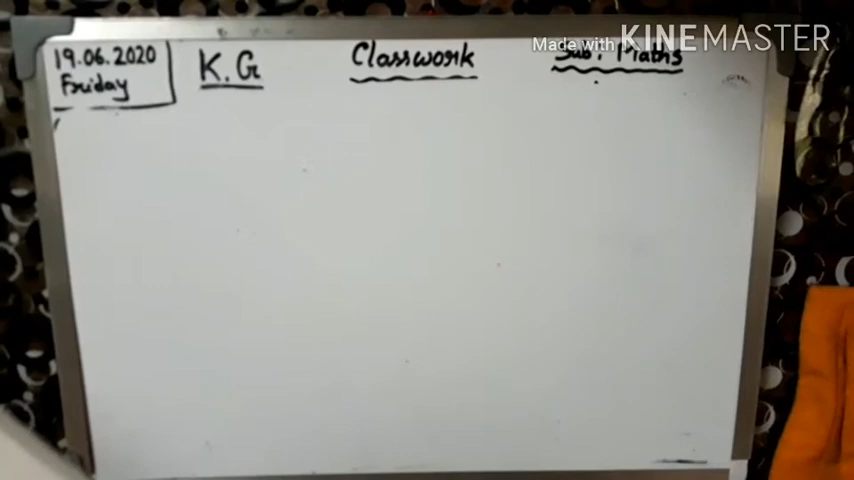 19.06.2020
Friday
K.G
Classwork
Sub: Maths
Made with KINEMASTER